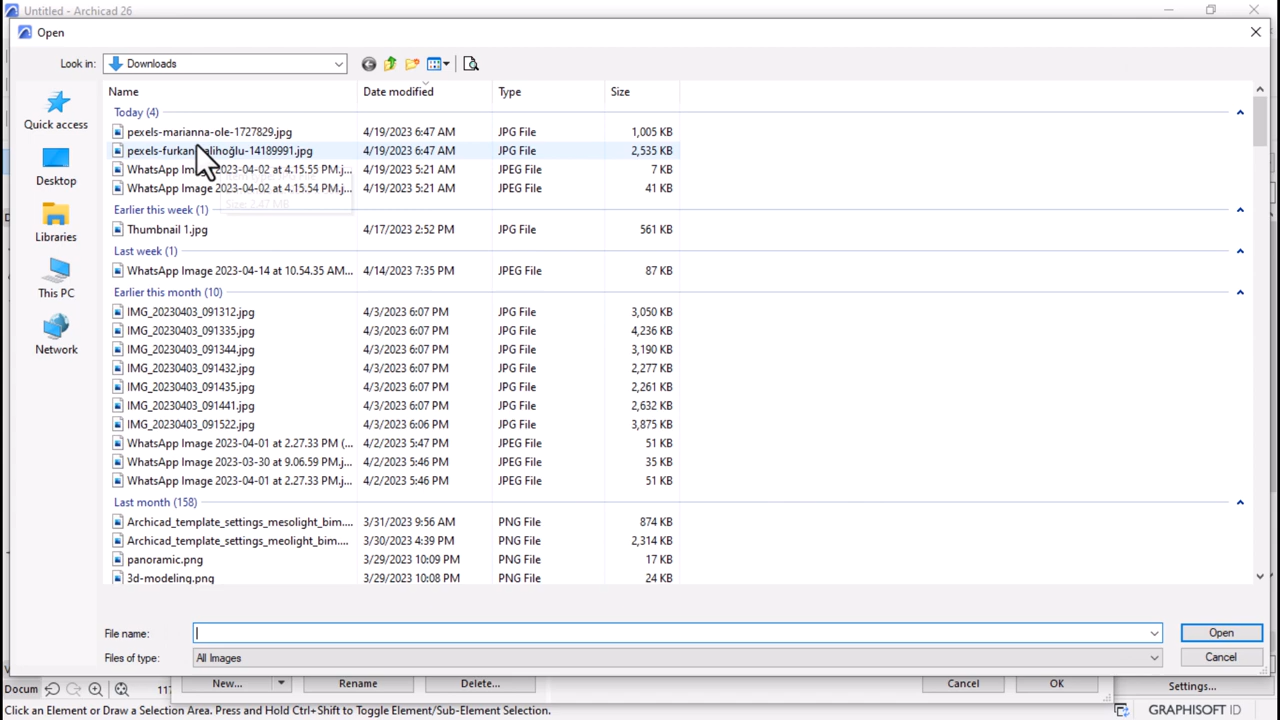 Untitled - Archicad 26
Open
Look in: Downloads
Name Date modified Type Size
Today (4)
pexels-marianna-ole-1727829.jpg 4/19/2023 6:47 AM JPG File 1,005 KB
pexels-furkan alihoğlu-14189991.jpg 4/19/2023 6:47 AM JPG File 2,535 KB
WhatsApp Im 2023-04-02 at 4.15.55 PM.j... 4/19/2023 5:21 AM JPEG File 7 KB
WhatsApp Image 2023-04-02 at 4.15.54 PM.j... 4/19/2023 5:21 AM JPEG File 41 KB
Size: 2.47 MB
Earlier this week (1)
Thumbnail 1.jpg 4/17/2023 2:52 PM JPG File 561 KB
Last week (1)
WhatsApp Image 2023-04-14 at 10.54.35 AM... 4/14/2023 7:35 PM JPEG File 87 KB
Earlier this month (10)
IMG_20230403_091312.jpg 4/3/2023 6:07 PM JPG File 3,050 KB
IMG_20230403_091335.jpg 4/3/2023 6:07 PM JPG File 4,236 KB
IMG_20230403_091344.jpg 4/3/2023 6:07 PM JPG File 3,190 KB
IMG_20230403_091432.jpg 4/3/2023 6:07 PM JPG File 2,277 KB
IMG_20230403_091435.jpg 4/3/2023 6:07 PM JPG File 2,261 KB
IMG_20230403_091441.jpg 4/3/2023 6:07 PM JPG File 2,632 KB
IMG_20230403_091522.jpg 4/3/2023 6:06 PM JPG File 3,875 KB
WhatsApp Image 2023-04-01 at 2.27.33 PM (... 4/2/2023 5:47 PM JPEG File 51 KB
WhatsApp Image 2023-03-30 at 9.06.59 PM.j... 4/2/2023 5:46 PM JPEG File 35 KB
WhatsApp Image 2023-04-01 at 2.27.33 PM.j... 4/2/2023 5:46 PM JPEG File 51 KB
Last month (158)
Archicad_template_settings_mesolight_bim.... 3/31/2023 9:56 AM PNG File 874 KB
Archicad_template_settings_meolight_bim.... 3/30/2023 4:39 PM PNG File 2,314 KB
panoramic.png 3/29/2023 10:09 PM PNG File 17 KB
3d-modeling.png 3/29/2023 10:08 PM PNG File 24 KB
Quick access
Desktop
Libraries
This PC
Network
File name: Open
Files of type: All Images Cancel
Docum 117 New... Rename Delete... Cancel OK Settings...
Click an Element or Draw a Selection Area. Press and Hold Ctrl+Shift to Toggle Element/Sub-Element Selection. GRAPHISOFT ID